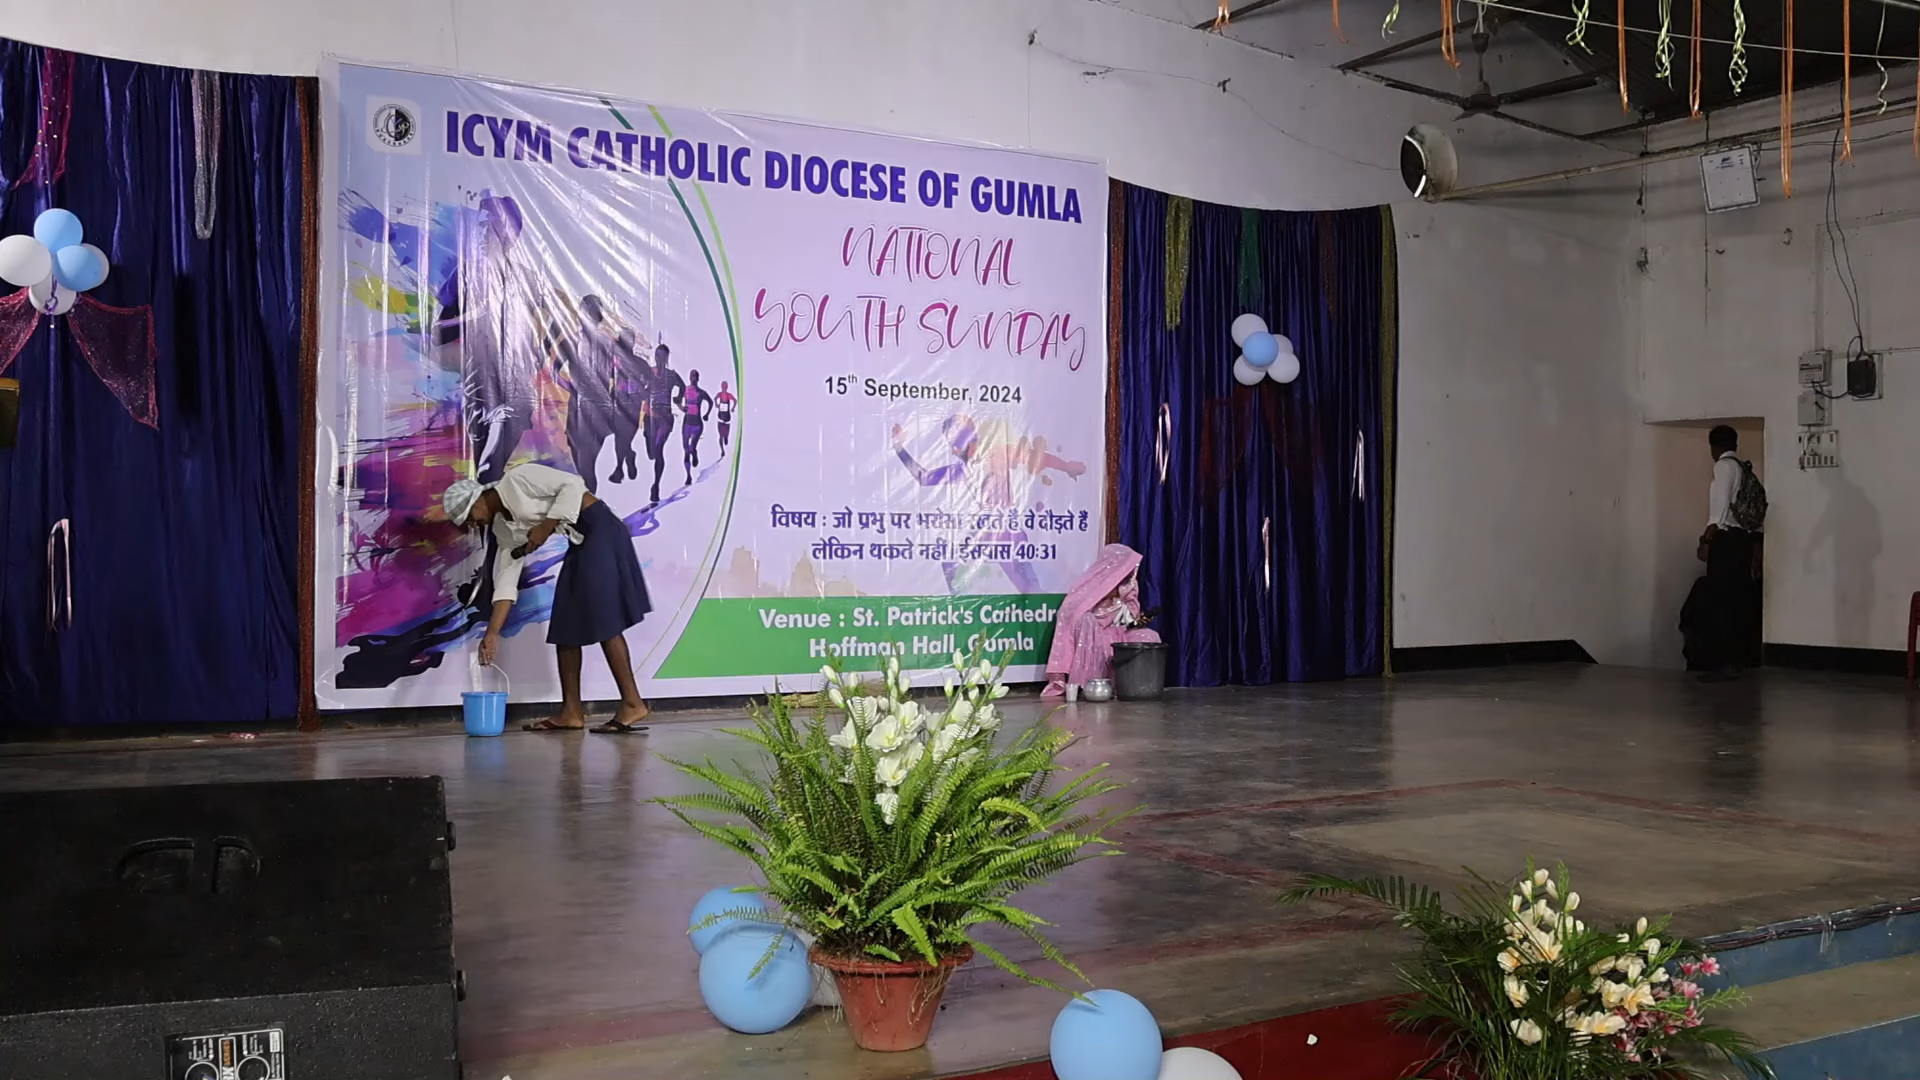 ICYM CATHOLIC DIOCESE OF GUMLA
NATIONAL
YOUTH SUNDAY
15th September, 2024
विषय : जो प्रभु पर भरोसा रखते हैं वे दौड़ते हैं
लेकिन थकते नहीं। ईसायास 40:31
Venue : St. Patrick's Cathedr
Hoffman Hall, Gumla